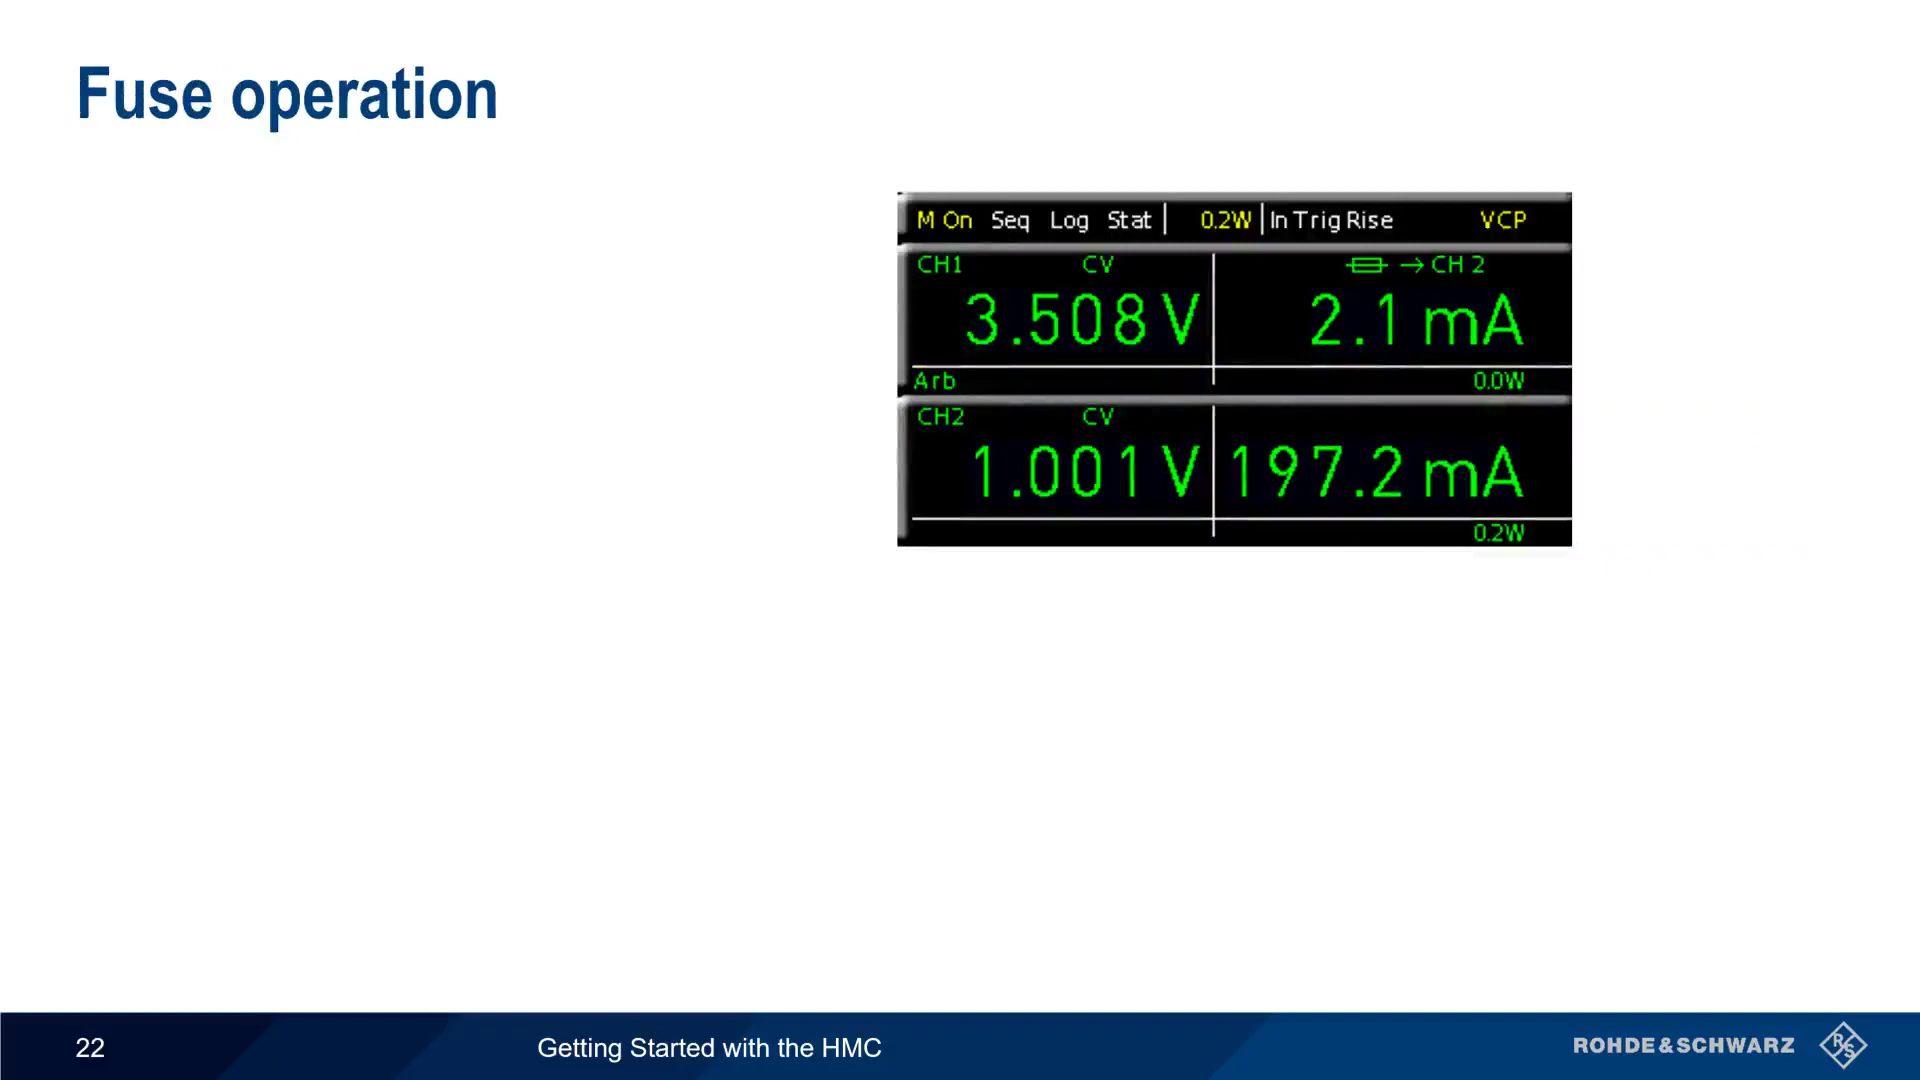 Fuse operation
M On Seq Log Stat 0.2W In Trig Rise VCP
CH1 CV → CH 2
3.508 V 2.1 mA
Arb 0.0W
CH2 CV
1.001 V 197.2 mA
0.2W
22 Getting Started with the HMC ROHDE&SCHWARZ R S